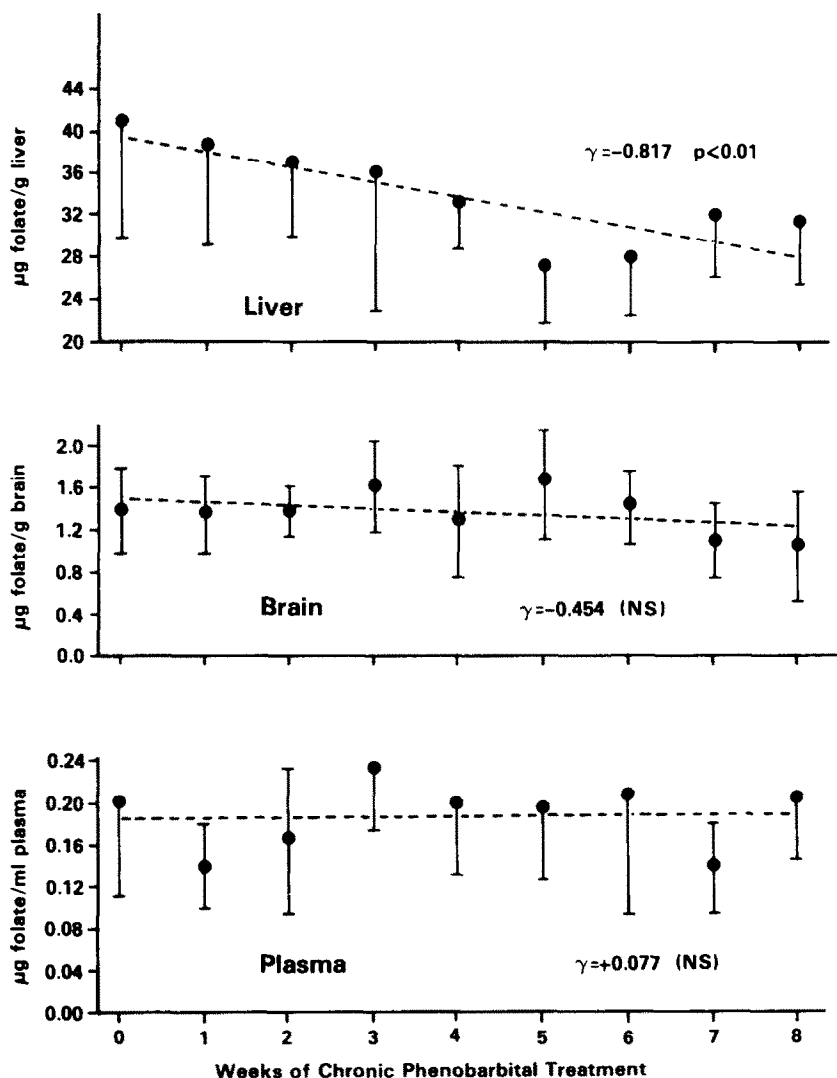 µg folate/g liver
44
40
36
32
28
24
20
γ=–0.817 p<0.01
Liver
µg folate/g brain
2.0
1.6
1.2
0.8
0.4
0.0
Brain
γ=–0.454 (NS)
µg folate/ml plasma
0.24
0.20
0.16
0.12
0.08
0.04
0.00
Plasma
γ=+0.077 (NS)
0 1 2 3 4 5 6 7 8
Weeks of Chronic Phenobarbital Treatment